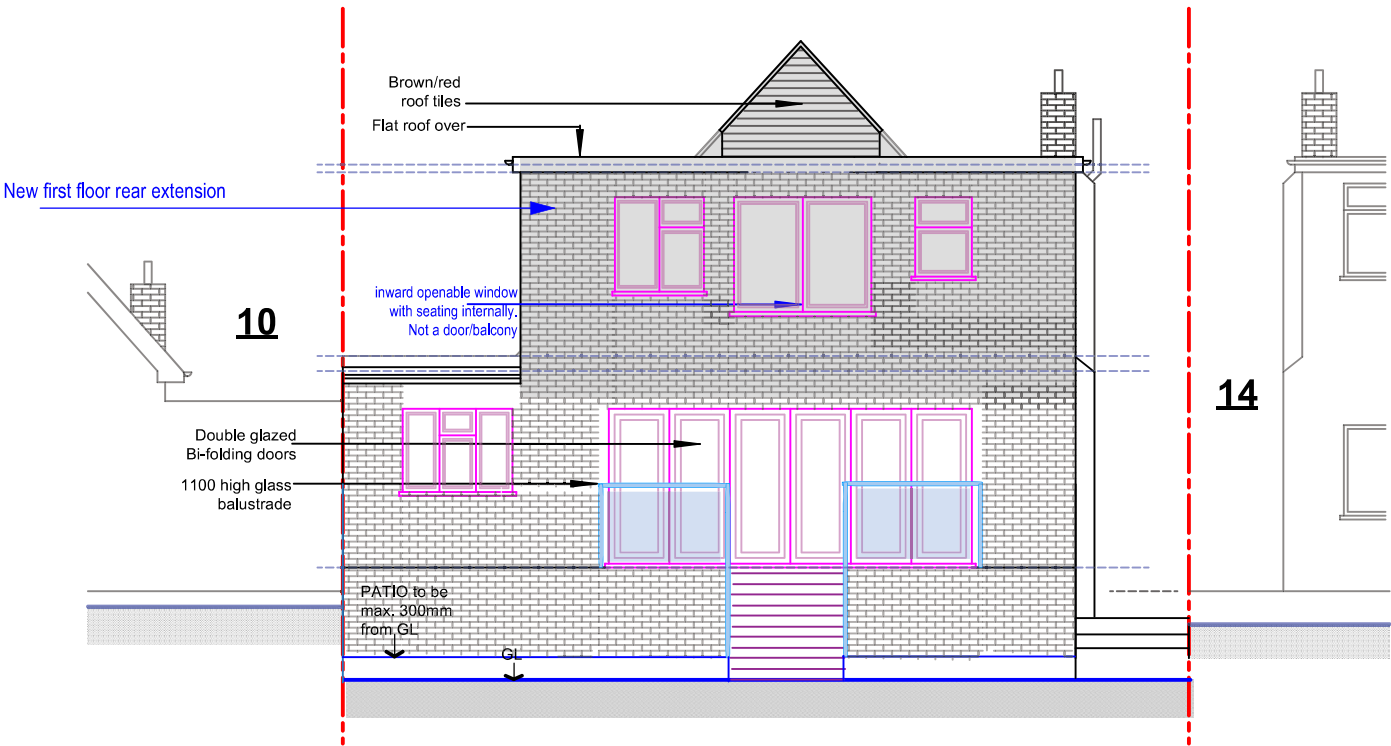 Brown/red
roof tiles
Flat roof over
New first floor rear extension
inward openable window
with seating internally.
Not a door/balcony
10
14
Double glazed
Bi-folding doors
1100 high glass
balustrade
PATIO to be
max. 300mm
from GL
GL